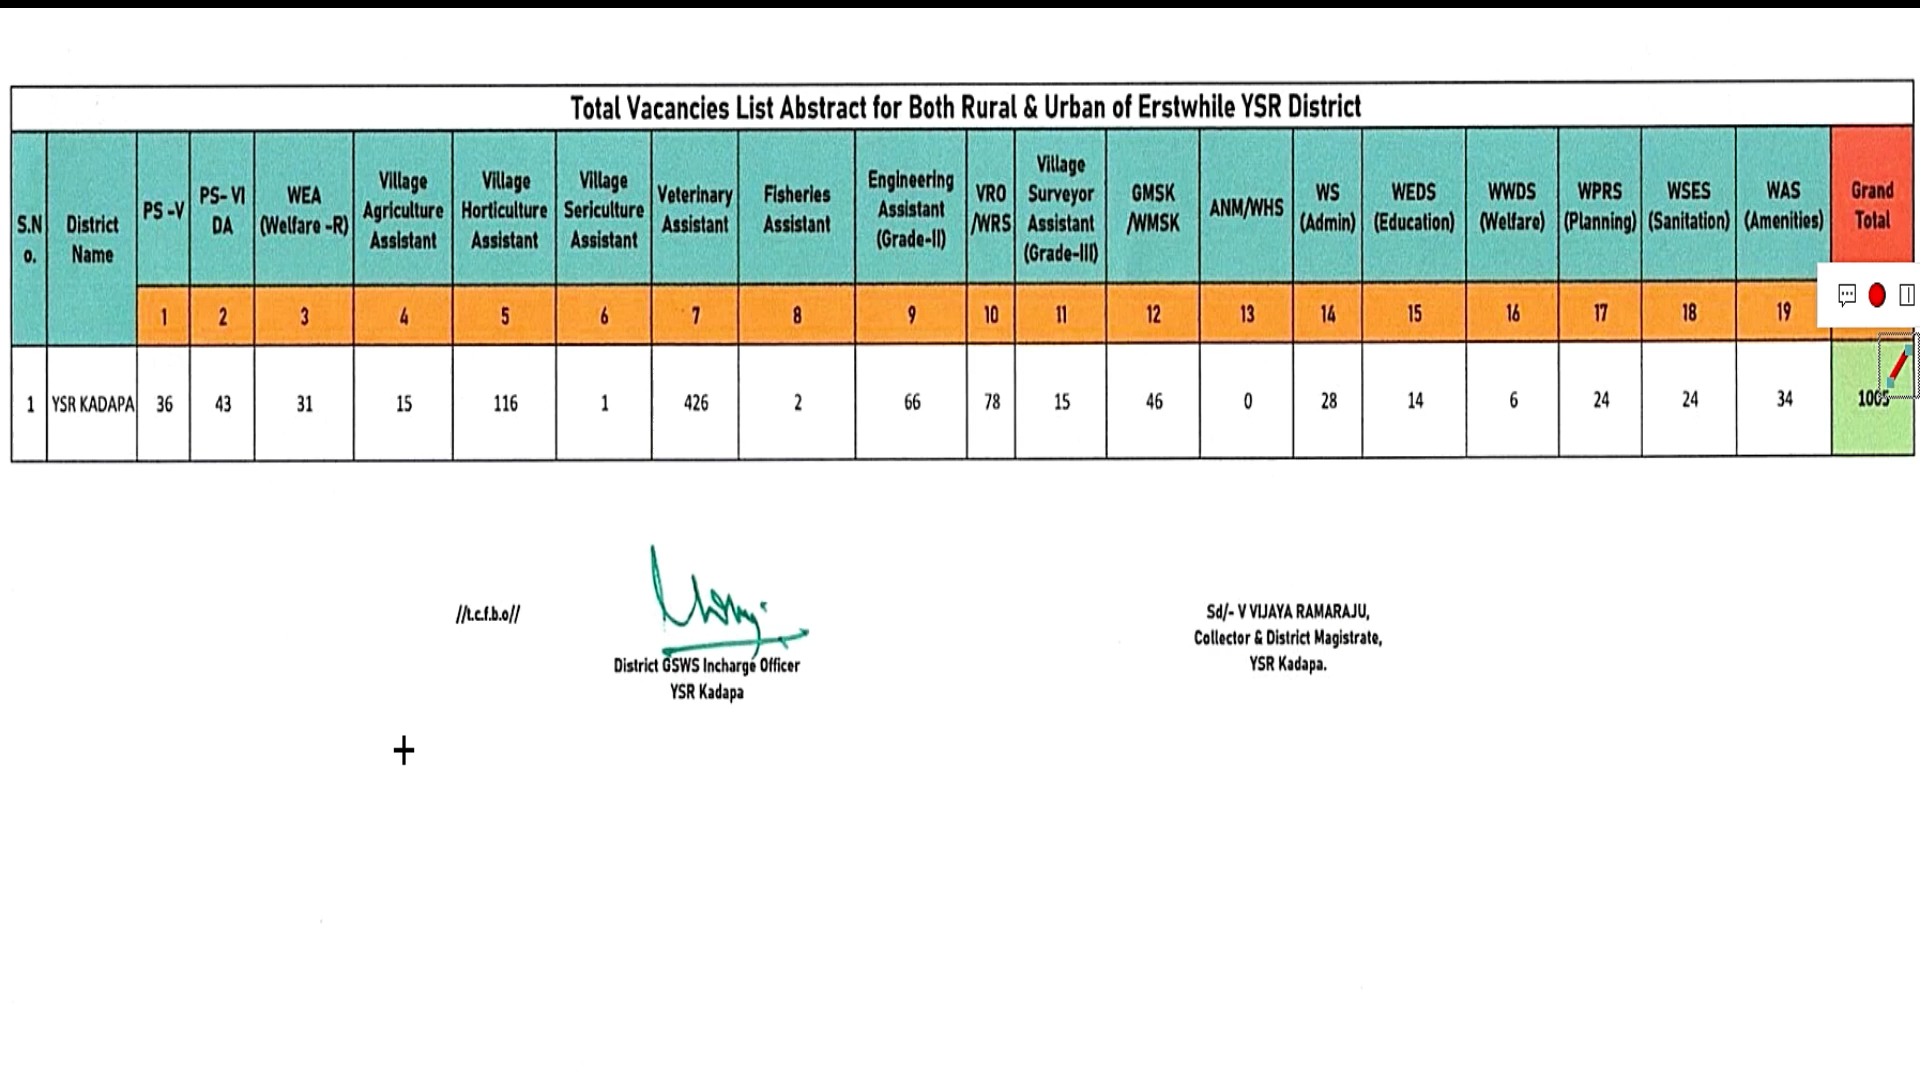 Total Vacancies List Abstract for Both Rural & Urban of Erstwhile YSR District
S.N o. District Name PS -V PS- VI DA WEA (Welfare -R) Village Agriculture Assistant Village Horticulture Assistant Village Sericulture Assistant Veterinary Assistant Fisheries Assistant Engineering Assistant (Grade-II) VRO /WRS Village Surveyor Assistant (Grade-III) GMSK /WMSK ANM/WHS WS (Admin) WEDS (Education) WWDS (Welfare) WPRS (Planning) WSES (Sanitation) WAS (Amenities) Grand Total
1 2 3 4 5 6 7 8 9 10 11 12 13 14 15 16 17 18 19
1 YSR KADAPA 36 43 31 15 116 1 426 2 66 78 15 46 0 28 14 6 24 24 34 1005
//t.c.f.b.o//
District GSWS Incharge Officer
YSR Kadapa
Sd/- V VIJAYA RAMARAJU,
Collector & District Magistrate,
YSR Kadapa.